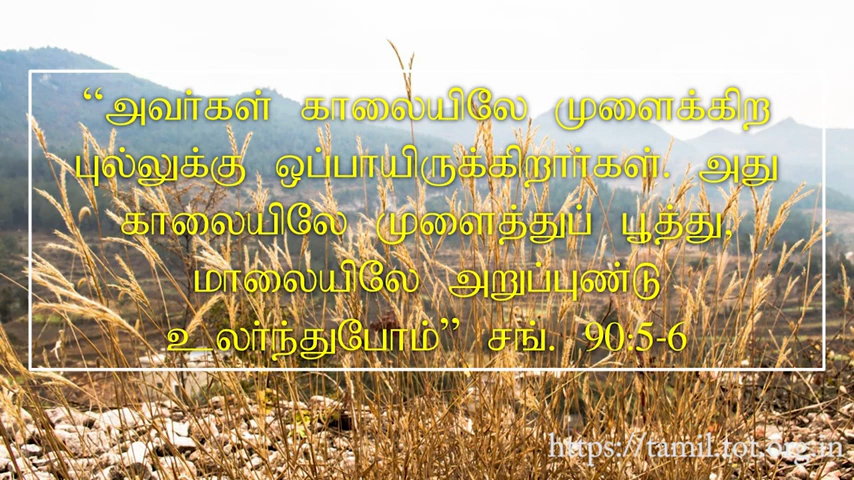 “அவர்கள் காலையிலே முளைக்கிற
புல்லுக்கு ஒப்பாயிருக்கிறார்கள். அது
காலையிலே முளைத்துப் பூத்து,
மாலையிலே அறுப்புண்டு
உலர்ந்துபோம்” சங். 90:5-6
https://tamil.tot.org.in